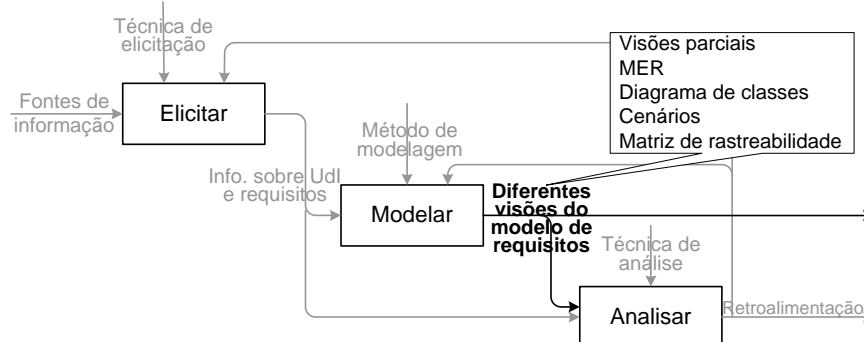 Técnica de
elicitação
Visões parciais
MER
Diagrama de classes
Cenários
Matriz de rastreabilidade
Fontes de
informação
Elicitar
Método de
modelagem
Info. sobre UdI
e requisitos
Modelar
Diferentes
visões do
modelo de
requisitos
Técnica de
análise
Analisar
Retroalimentação